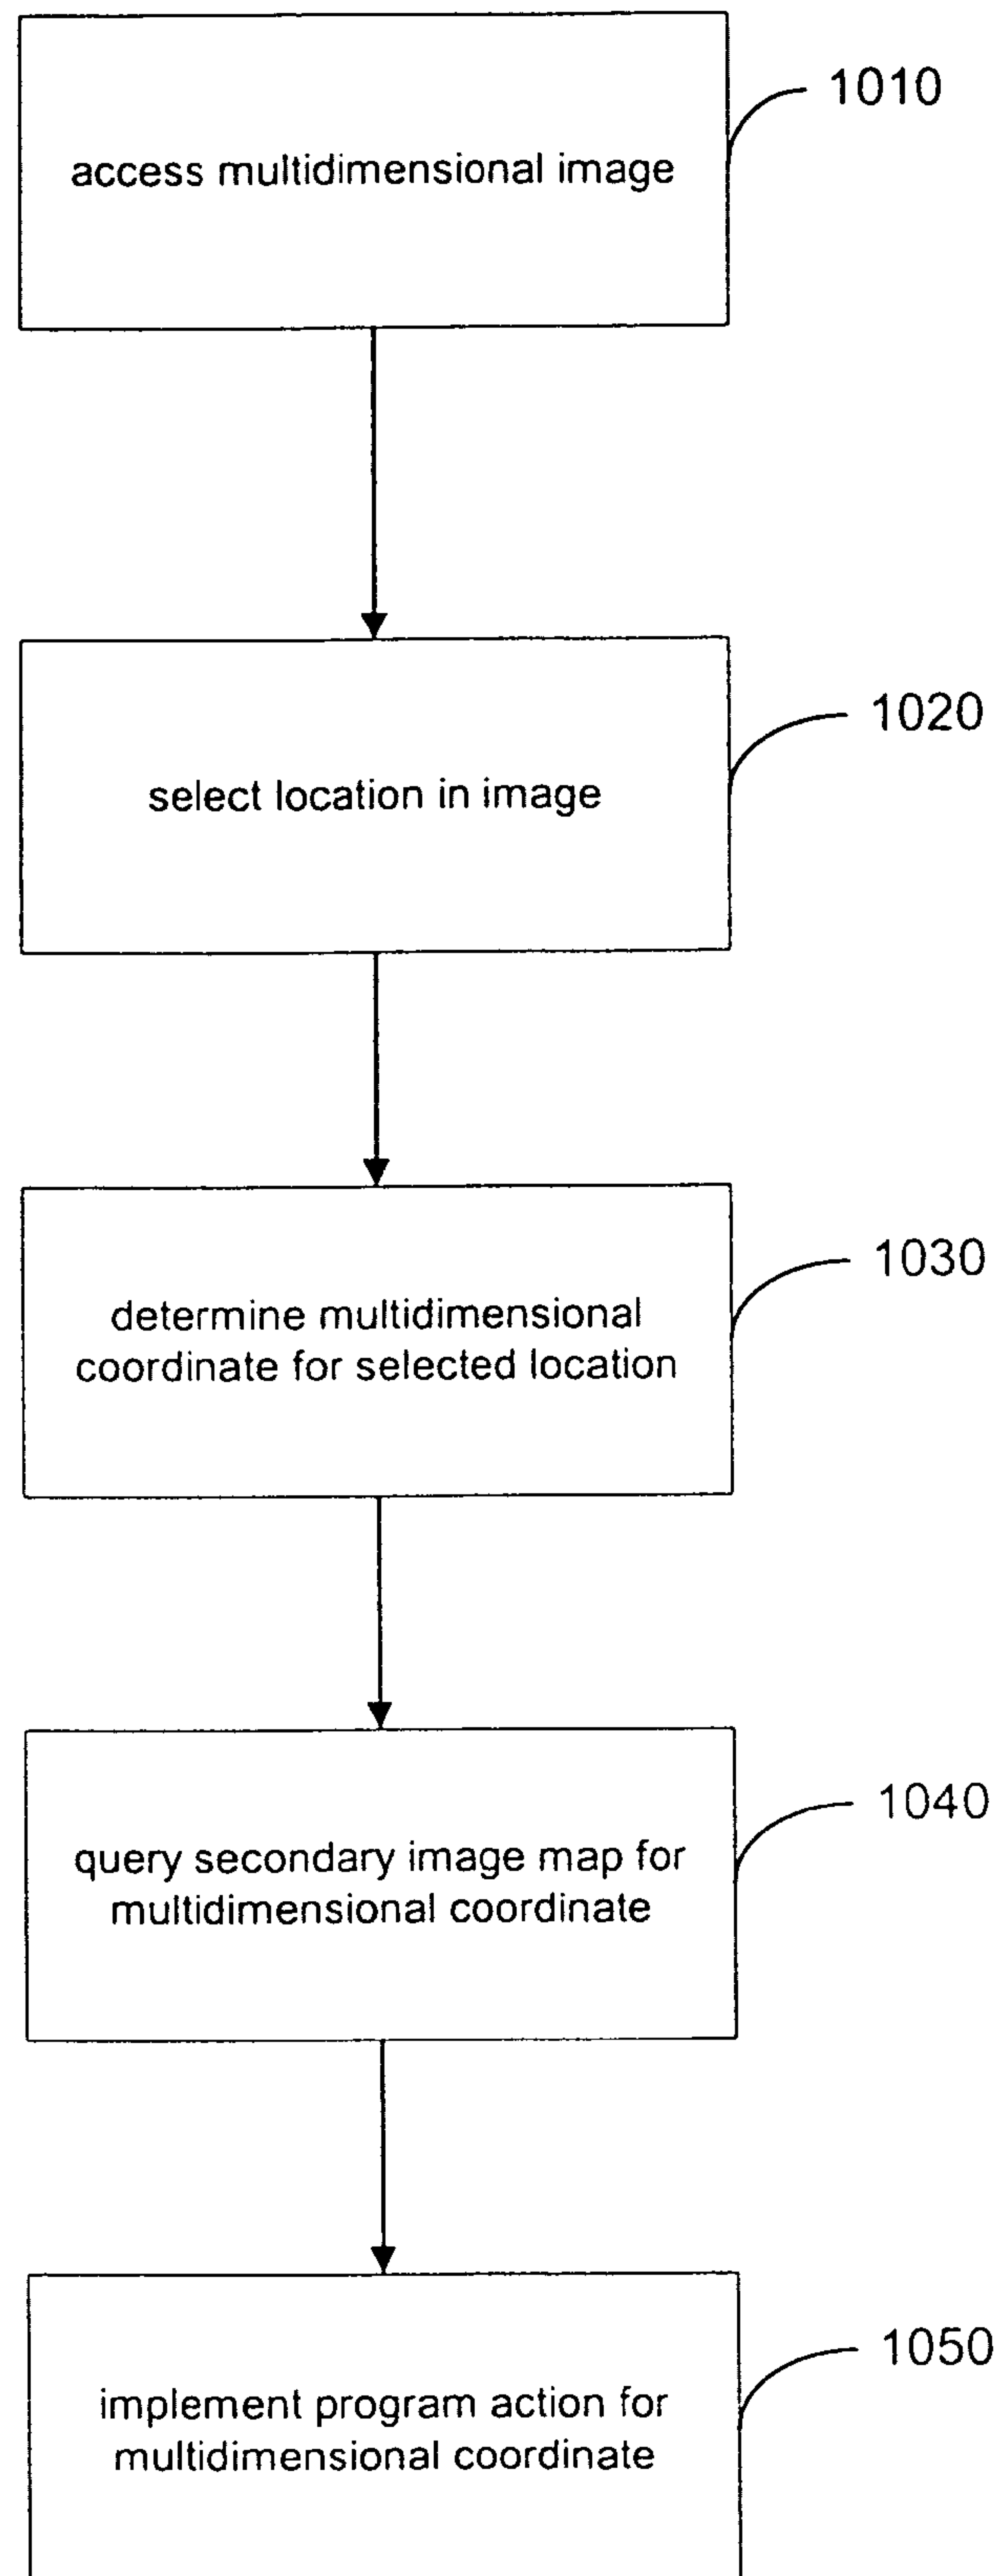 1010
access multidimensional image
1020
select location in image
1030
determine multidimensional
coordinate for selected location
1040
query secondary image map for
multidimensional coordinate
1050
implement program action for
multidimensional coordinate